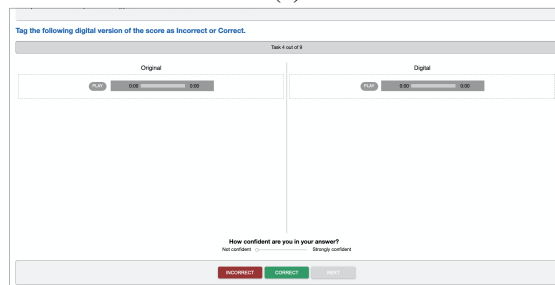 Tag the following digital version of the score as Incorrect or Correct.
Task 4 out of 9
Original Digital
PLAY 0:00 0:00 PLAY 0:00 0:00
How confident are you in your answer?
Not confident Strongly confident
INCORRECT CORRECT NEXT